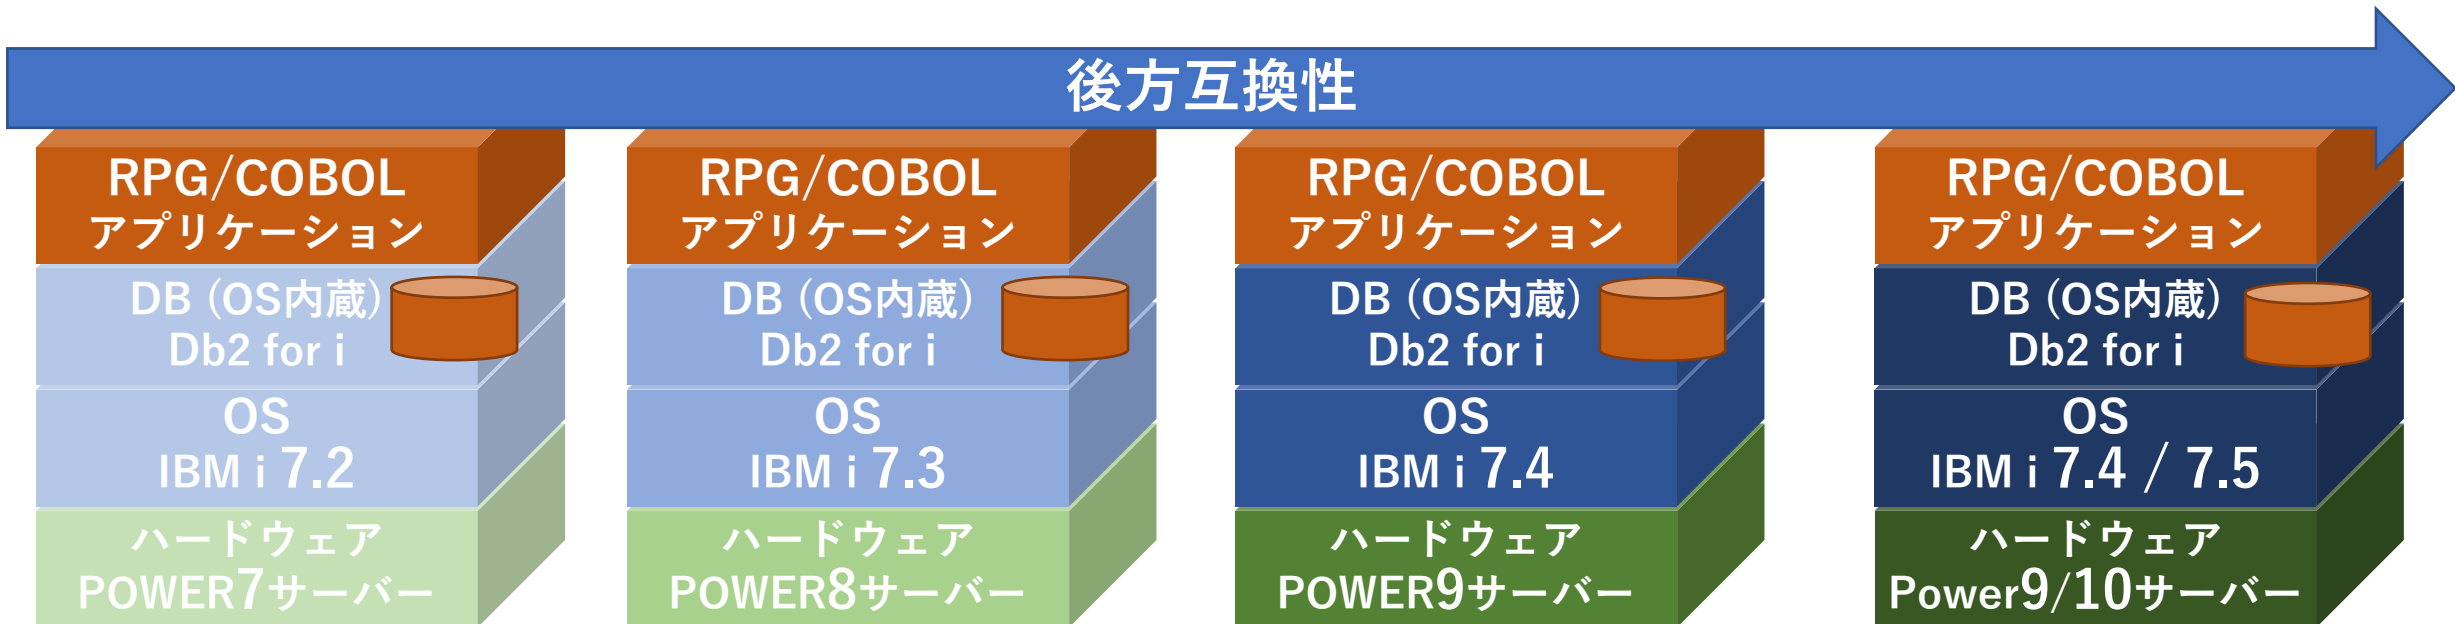 後方互換性
RPG/COBOL
アプリケーション
DB（OS内蔵）
Db2 for i
OS
IBM i 7.2
ハードウェア
POWER7サーバー
RPG/COBOL
アプリケーション
DB（OS内蔵）
Db2 for i
OS
IBM i 7.3
ハードウェア
POWER8サーバー
RPG/COBOL
アプリケーション
DB（OS内蔵）
Db2 for i
OS
IBM i 7.4
ハードウェア
POWER9サーバー
RPG/COBOL
アプリケーション
DB（OS内蔵）
Db2 for i
OS
IBM i 7.4 / 7.5
ハードウェア
Power9/10サーバー